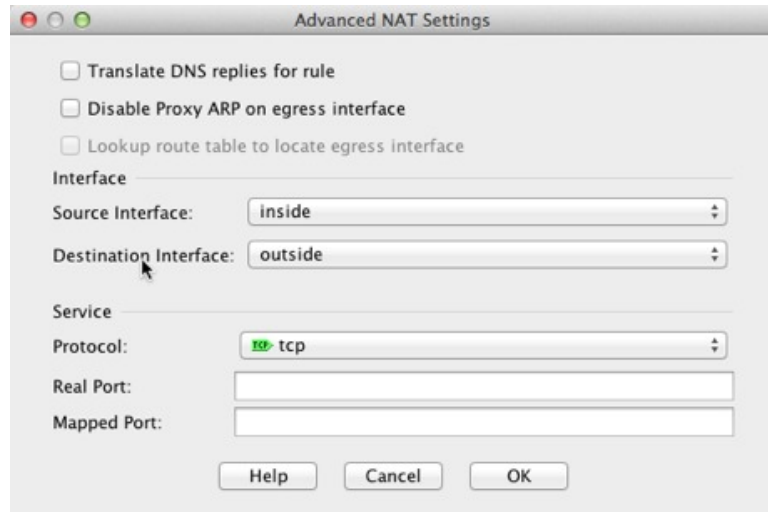 Advanced NAT Settings
Translate DNS replies for rule
Disable Proxy ARP on egress interface
Lookup route table to locate egress interface
Interface
Source Interface: inside
Destination Interface: outside
Service
Protocol: TCP tcp
Real Port:
Mapped Port:
Help Cancel OK